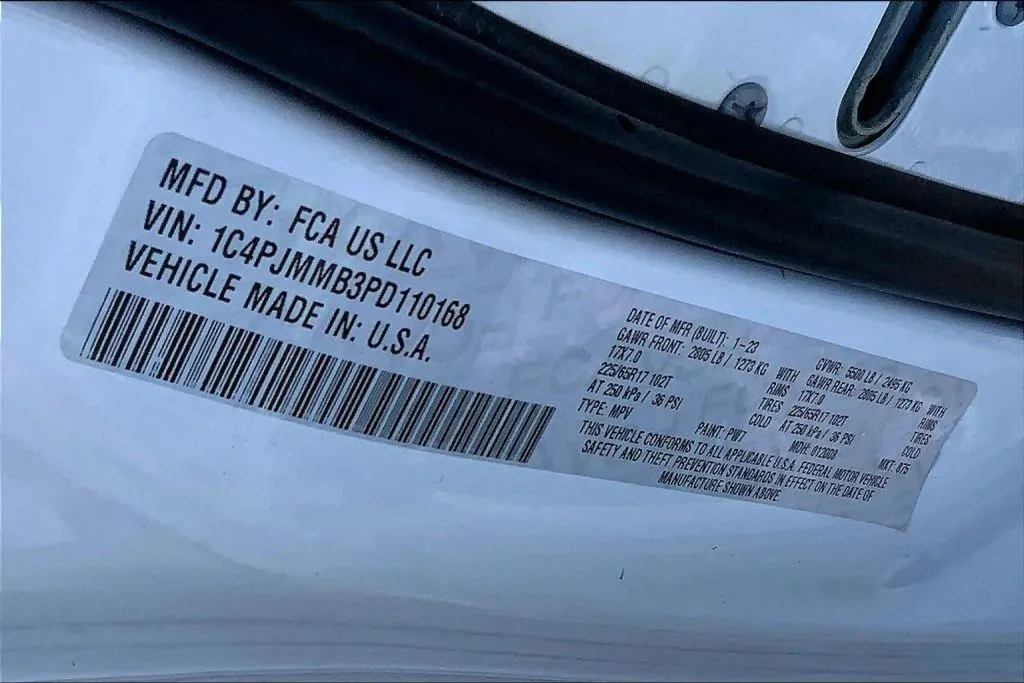 MFD BY: FCA US LLC
VIN: 1C4PJMMB3PD110168
VEHICLE MADE IN: U.S.A.
DATE OF MFR (BUILT): 1-23 GVWR: 5500 LB / 2495 KG
GAWR FRONT: 2805 LB / 1273 KG WITH GAWR REAR: 2805 LB / 1273 KG WITH
17X7.0 RIMS 17X7.0 RIMS
225/65R17 102T TIRES 225/65R17 102T TIRES
AT 250 kPa / 36 PSI COLD AT 250 kPa / 36 PSI COLD
TYPE: MPV PAINT: PW7 MDH: MKT: 875
THIS VEHICLE CONFORMS TO ALL APPLICABLE U.S.A. FEDERAL MOTOR VEHICLE
SAFETY AND THEFT PREVENTION STANDARDS IN EFFECT ON THE DATE OF
MANUFACTURE SHOWN ABOVE.